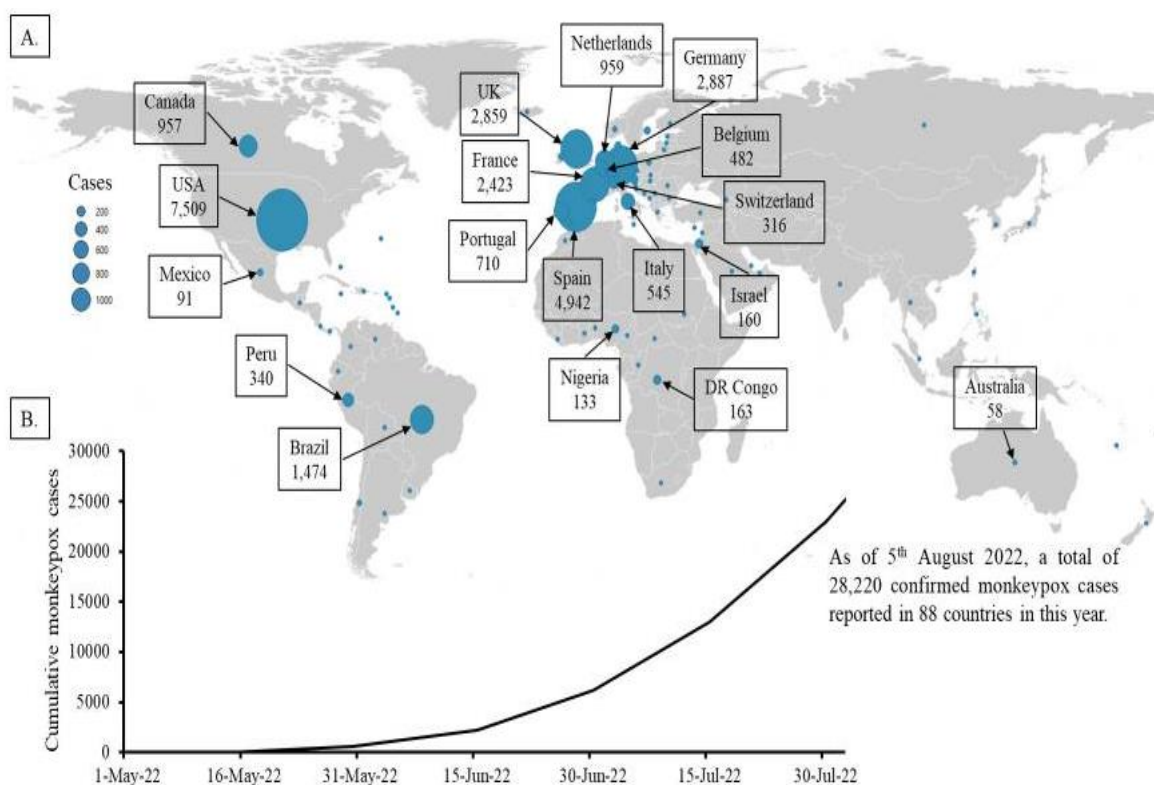 A.
Netherlands
959
Germany
2,887
Canada
957
UK
2,859
Belgium
482
France
2,423
Cases
200
400
600
800
1000
USA
7,509
Switzerland
316
Portugal
710
Mexico
91
Spain
4,942
Italy
545
Israel
160
Peru
340
Nigeria
133
DR Congo
163
Australia
58
Brazil
1,474
B.
Cumulative monkeypox cases
30000
25000
20000
15000
10000
5000
0
1-May-22 16-May-22 31-May-22 15-Jun-22 30-Jun-22 15-Jul-22 30-Jul-22
As of 5th August 2022, a total of
28,220 confirmed monkeypox cases
reported in 88 countries in this year.